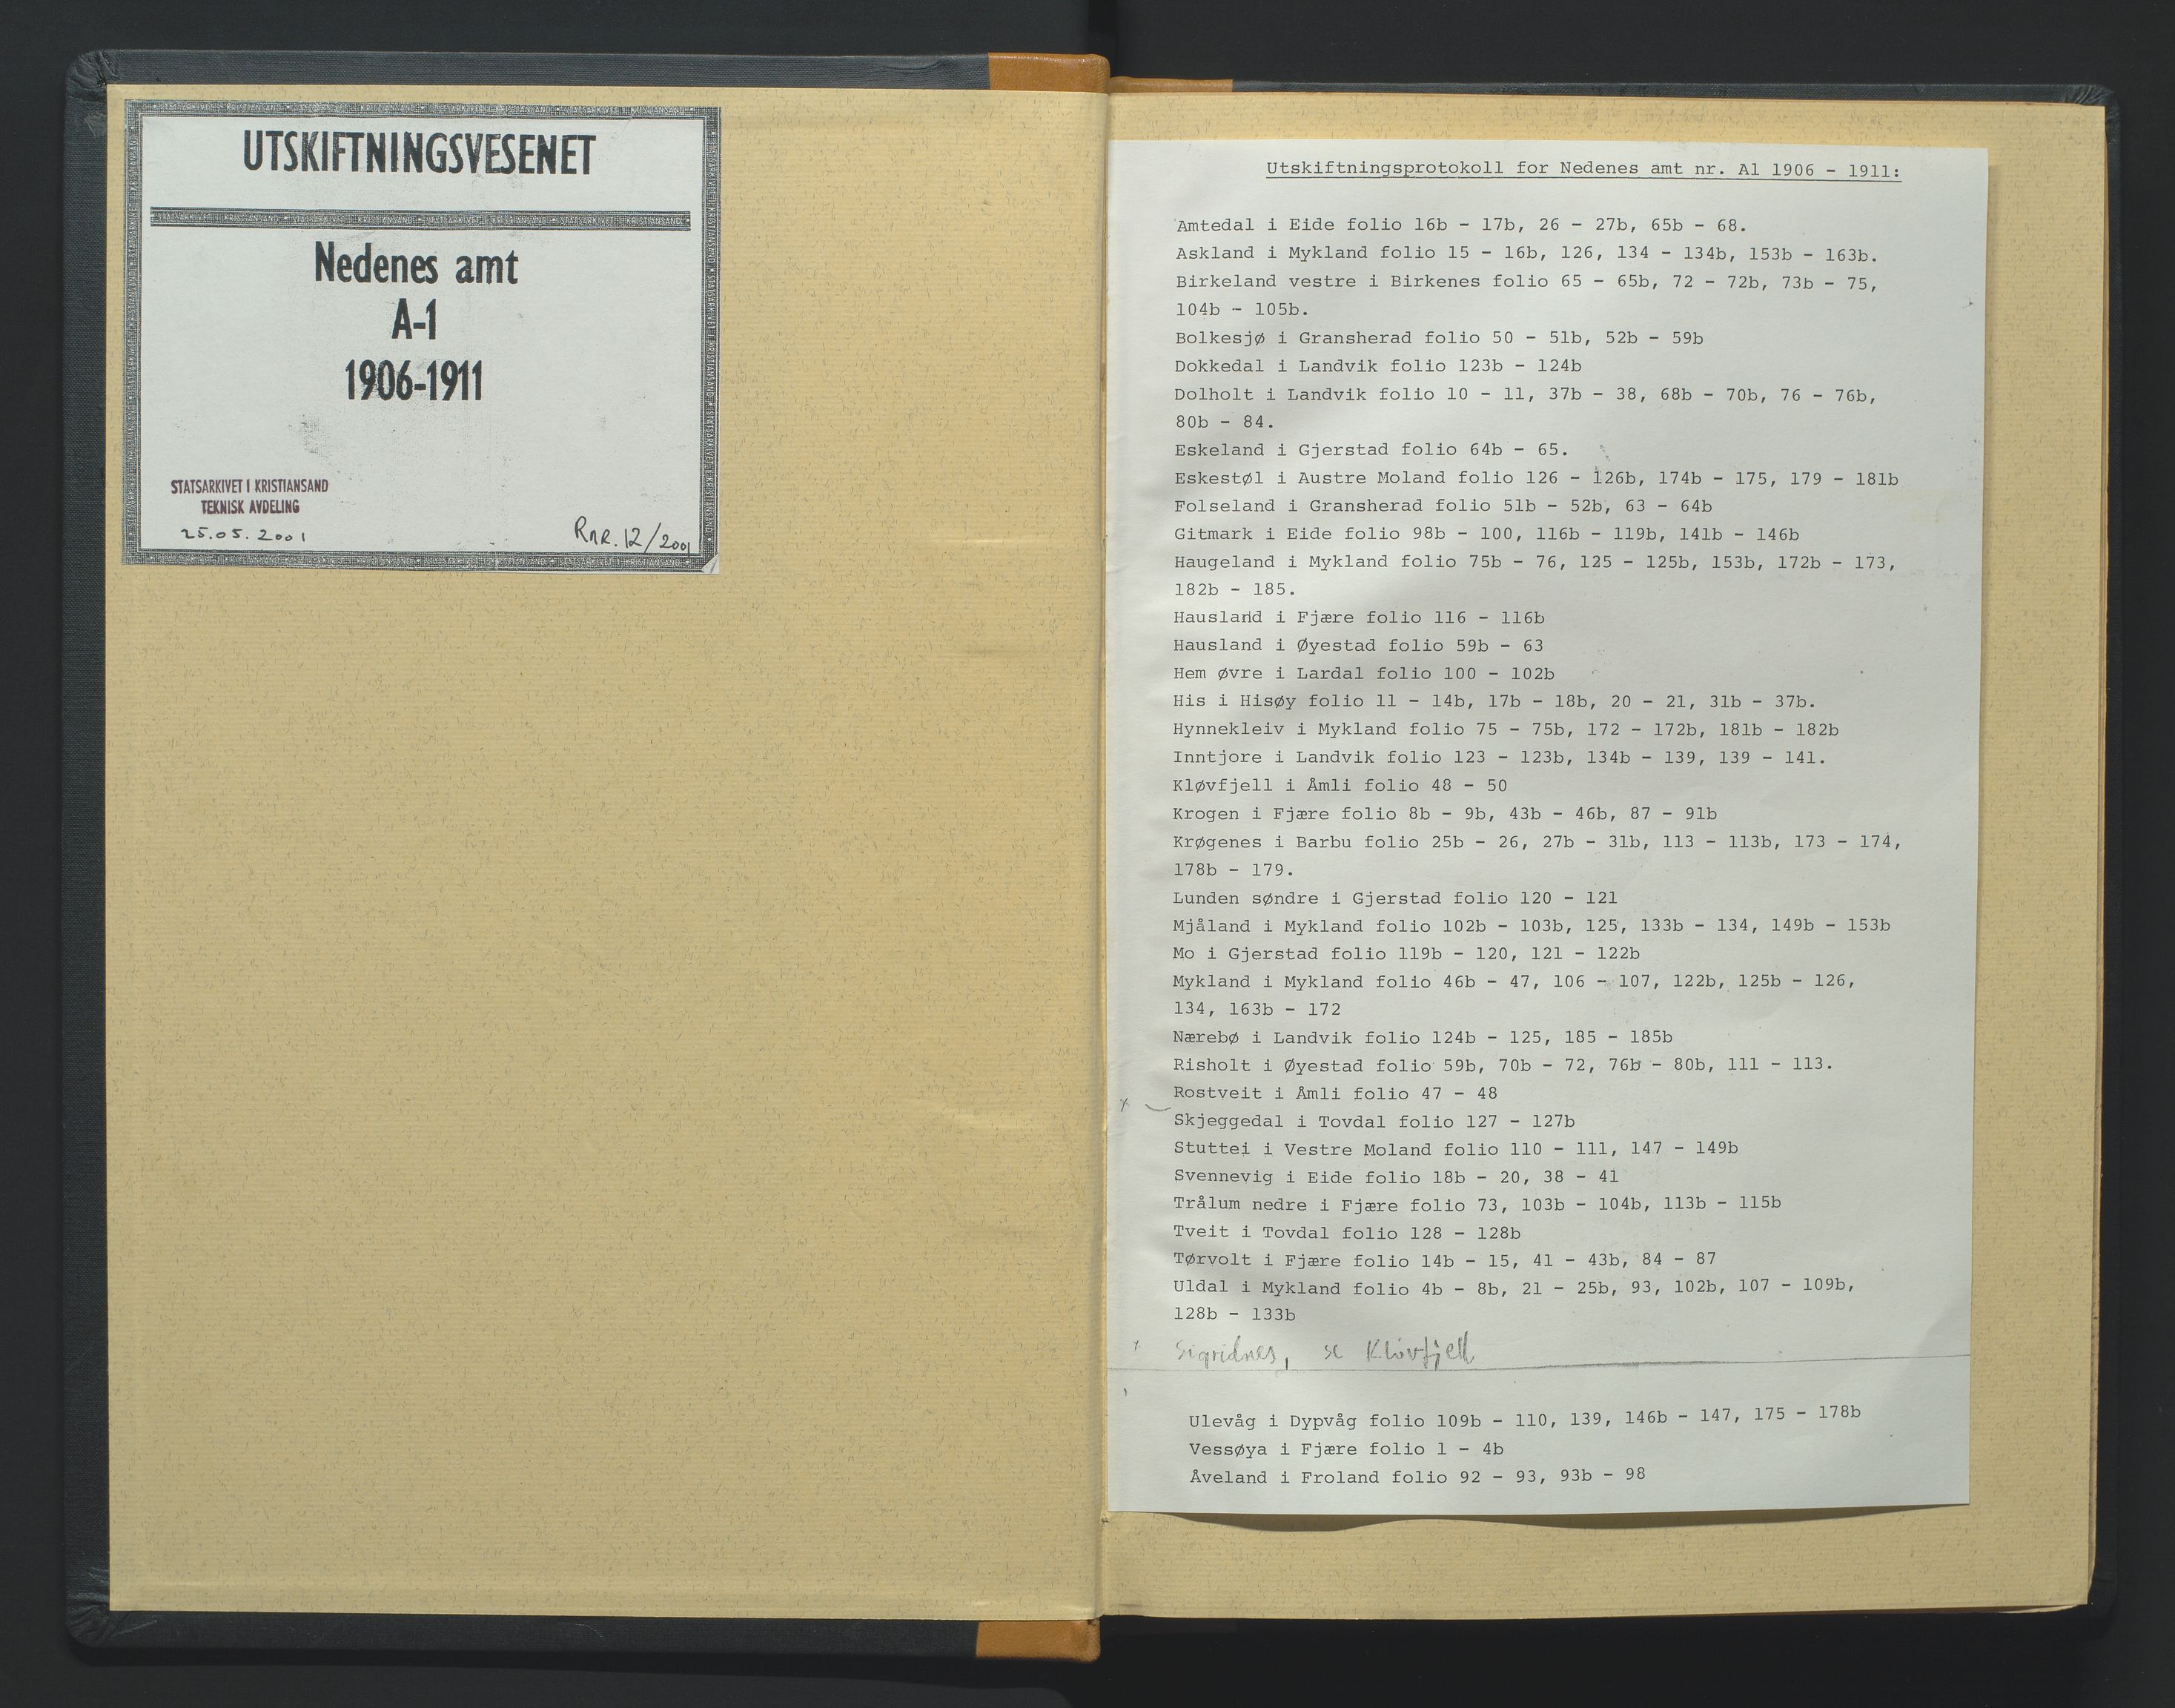 UTSKIFTNINGSVESENET
Nedenes amt
A-1
1906-1911
STATSARKIVET I KRISTIANSAND
TEKNISK AVDELING
25.05.2001
RNR. 12/2001
Utskiftningsprotokoll for Nedenes amt nr. A1 1906 - 1911:
Amtedal i Eide folio 16b - 17b, 26 - 27b, 65b - 68.
Askland i Mykland folio 15 - 16b, 126, 134 - 134b, 153b - 163b.
Birkeland vestre i Birkenes folio 65 - 65b, 72 - 72b, 73b - 75,
104b - 105b.
Bolkesjø i Gransherad folio 50 - 51b, 52b - 59b
Dokkedal i Landvik folio 123b - 124b
Dolholt i Landvik folio 10 - 11, 37b - 38, 68b - 70b, 76 - 76b,
80b - 84.
Eskeland i Gjerstad folio 64b - 65.
Eskestøl i Austre Moland folio 126 - 126b, 174b - 175, 179 - 181b
Folseland i Gransherad folio 51b - 52b, 63 - 64b
Gitmark i Eide folio 98b - 100, 116b - 119b, 141b - 146b
Haugeland i Mykland folio 75b - 76, 125 - 125b, 153b, 172b - 173,
182b - 185.
Hausland i Fjære folio 116 - 116b
Hausland i Øyestad folio 59b - 63
Hem øvre i Lardal folio 100 - 102b
His i Hisøy folio 11 - 14b, 17b - 18b, 20 - 21, 31b - 37b.
Hynnekleiv i Mykland folio 75 - 75b, 172 - 172b, 181b - 182b
Inntjore i Landvik folio 123 - 123b, 134b - 139, 139 - 141.
Kløvfjell i Åmli folio 48 - 50
Krogen i Fjære folio 8b - 9b, 43b - 46b, 87 - 91b
Krøgenes i Barbu folio 25b - 26, 27b - 31b, 113 - 113b, 173 - 174,
178b - 179.
Lunden søndre i Gjerstad folio 120 - 121
Mjåland i Mykland folio 102b - 103b, 125, 133b - 134, 149b - 153b
Mo i Gjerstad folio 119b - 120, 121 - 122b
Mykland i Mykland folio 46b - 47, 106 - 107, 122b, 125b - 126,
134, 163b - 172
Nærebø i Landvik folio 124b - 125, 185 - 185b
Risholt i Øyestad folio 59b, 70b - 72, 76b - 80b, 111 - 113.
Rostveit i Åmli folio 47 - 48
x
Skjeggedal i Tovdal folio 127 - 127b
Stuttei i Vestre Moland folio 110 - 111, 147 - 149b
Svennevig i Eide folio 18b - 20, 38 - 41
Trålum nedre i Fjære folio 73, 103b - 104b, 113b - 115b
Tveit i Tovdal folio 128 - 128b
Tørvolt i Fjære folio 14b - 15, 41 - 43b, 84 - 87
Uldal i Mykland folio 4b - 8b, 21 - 25b, 93, 102b, 107 - 109b,
128b - 133b
x Sigridnes, se Kløvfjell
Ulevåg i Dypvåg folio 109b - 110, 139, 146b - 147, 175 - 178b
Vessøya i Fjære folio 1 - 4b
Åveland i Froland folio 92 - 93, 93b - 98